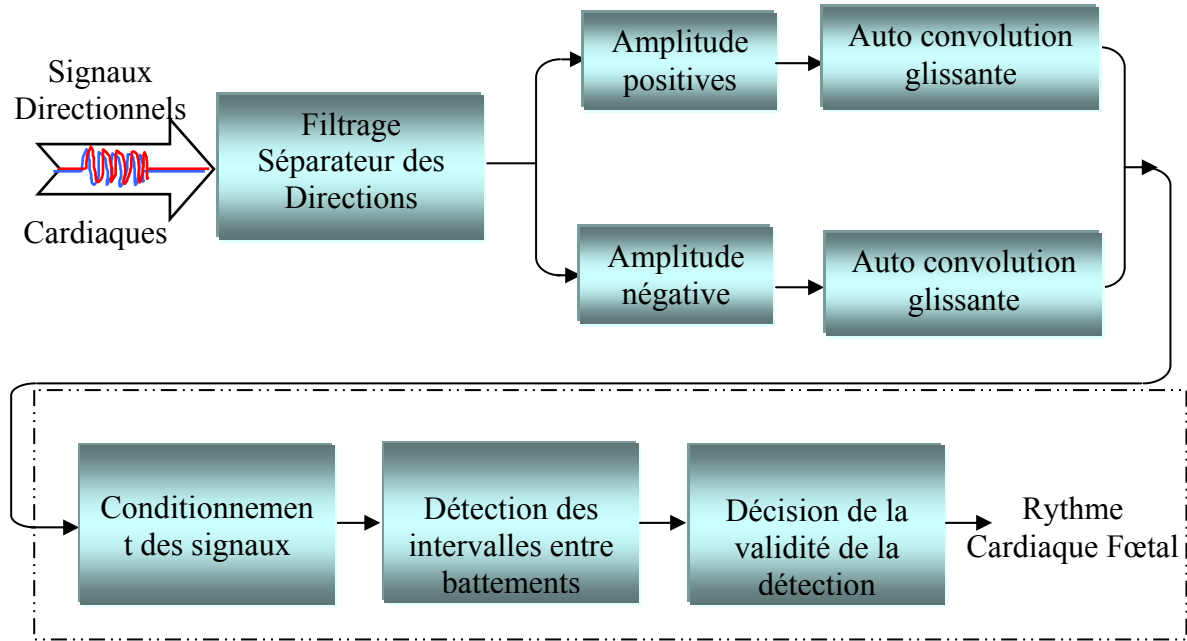 Signaux
Directionnels
Cardiaques
Filtrage
Séparateur des
Directions
Amplitude
positives
Auto convolution
glissante
Amplitude
négative
Auto convolution
glissante
Conditionnemen
t des signaux
Détection des
intervalles entre
battements
Décision de la
validité de la
détection
Rythme
Cardiaque Fœtal